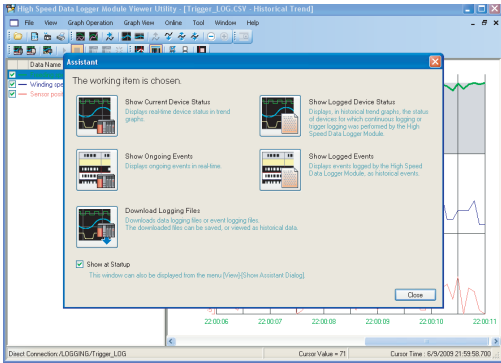 High Speed Data Logger Module Viewer Utility - [Trigger_LOG.CSV - Historical Trend]
File View Graph Operation Graph View Online Tool Window Help
Data Name
Winding spe
Sensor posit
Assistant
The working item is chosen.
Show Current Device Status
Displays real-time device status in trend
graphs.
Show Logged Device Status
Displays, in historical trend graphs, the status
of devices for which continuous logging or
trigger logging was performed by the High
Speed Data Logger Module.
Show Ongoing Events
Displays ongoing events in real-time.
Show Logged Events
Displays events logged by the High Speed
Data Logger Module, as historical events.
Download Logging Files
Downloads data logging files or event logging files.
The downloaded files can be saved, or viewed as historical data.
Show at Startup
This window can also be displayed from the menu [View]-[Show Assistant Dialog].
Close
22:00:06 22:00:07 22:00:08 22:00:09 22:00:10 22:00:11
Direct Connection:/LOGGING/Trigger_LOG Cursor Value = 71 Cursor Time : 6/9/2009 21:59:58.700